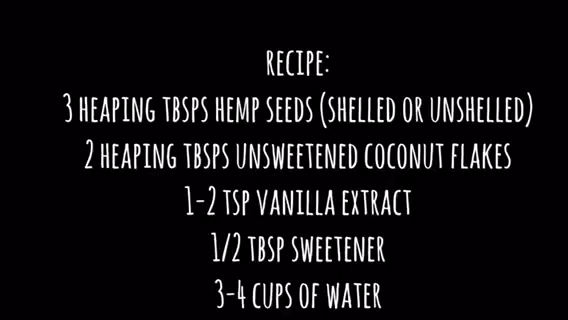 RECIPE:
3 HEAPING TBSPS HEMP SEEDS (SHELLED OR UNSHELLED)
2 HEAPING TBSPS UNSWEETENED COCONUT FLAKES
1-2 TSP VANILLA EXTRACT
1/2 TBSP SWEETENER
3-4 CUPS OF WATER